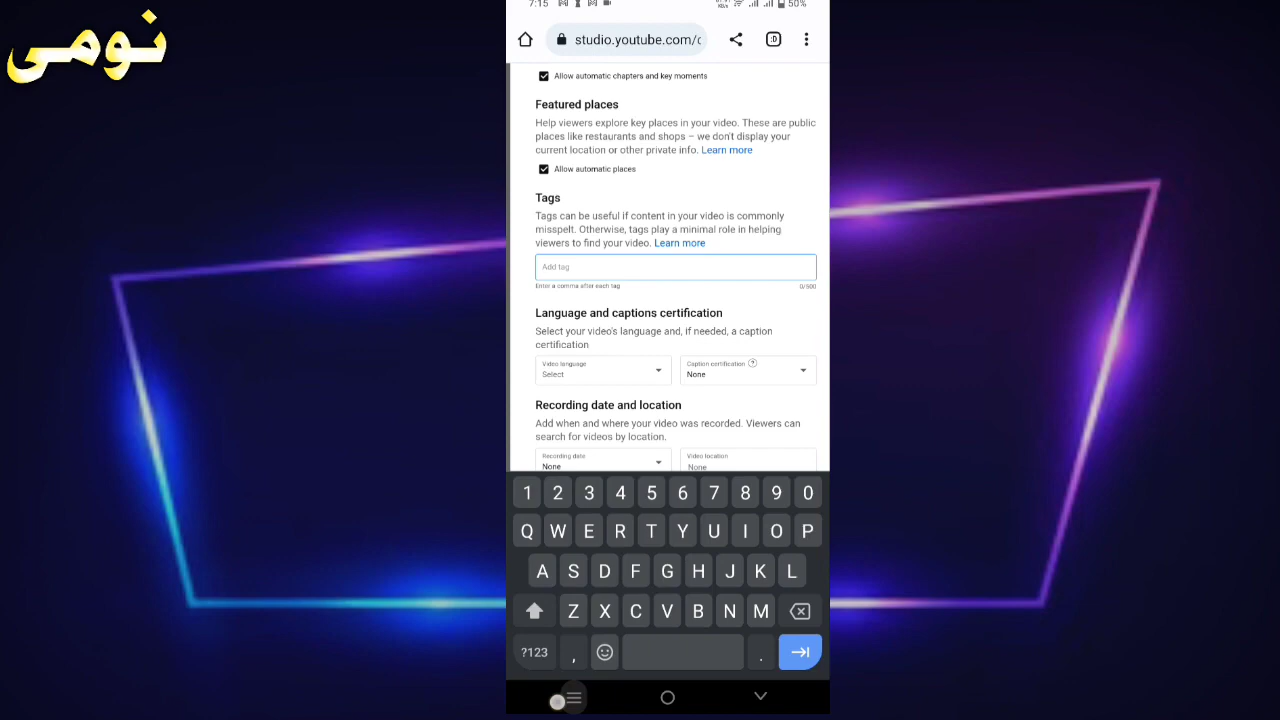 نومی
7:15
50%
studio.youtube.com/c
:D
Allow automatic chapters and key moments
Featured places
Help viewers explore key places in your video. These are public
places like restaurants and shops – we don't display your
current location or other private info. Learn more
Allow automatic places
Tags
Tags can be useful if content in your video is commonly
misspelt. Otherwise, tags play a minimal role in helping
viewers to find your video. Learn more
Add tag
Enter a comma after each tag
0/500
Language and captions certification
Select your video's language and, if needed, a caption
certification
Video language
Select
Caption certification ?
None
Recording date and location
Add when and where your video was recorded. Viewers can
search for videos by location.
Recording date
None
Video location
None
1 2 3 4 5 6 7 8 9 0
Q W E R T Y U I O P
A S D F G H J K L
Z X C V B N M
?123 , .